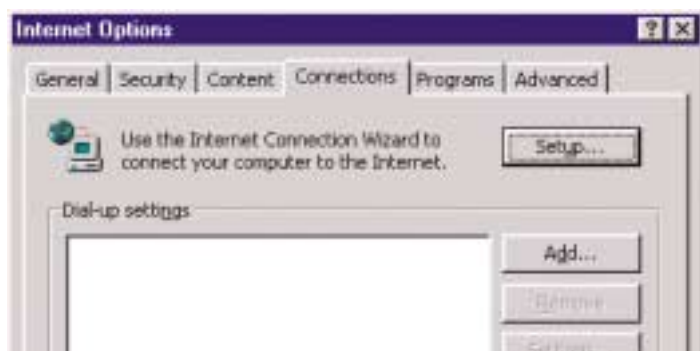 Internet Options
General Security Content Connections Programs Advanced
Use the Internet Connection Wizard to
connect your computer to the Internet.
Setup...
Dial-up settings
Add...
Remove